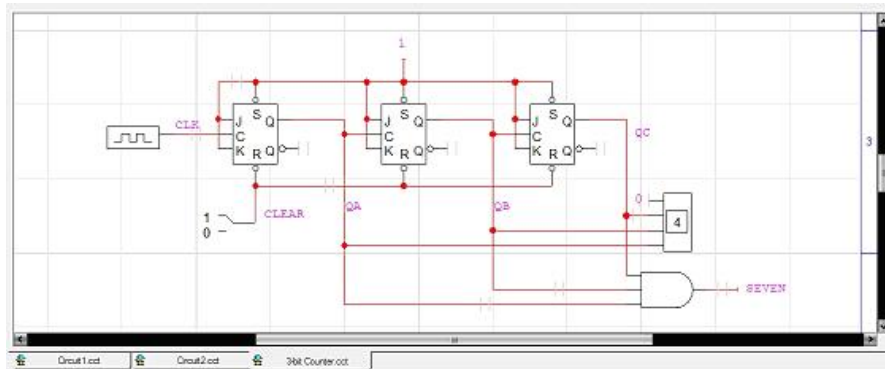 1
CLK
S
J Q
C
K R Q
S
J Q
C
K R Q
S
J Q
C
K R Q
QC
3
1
0
CLEAR
QA
QB
0
4
SEVEN
Circuit1.cct
Circuit2.cct
3-bit Counter.cct